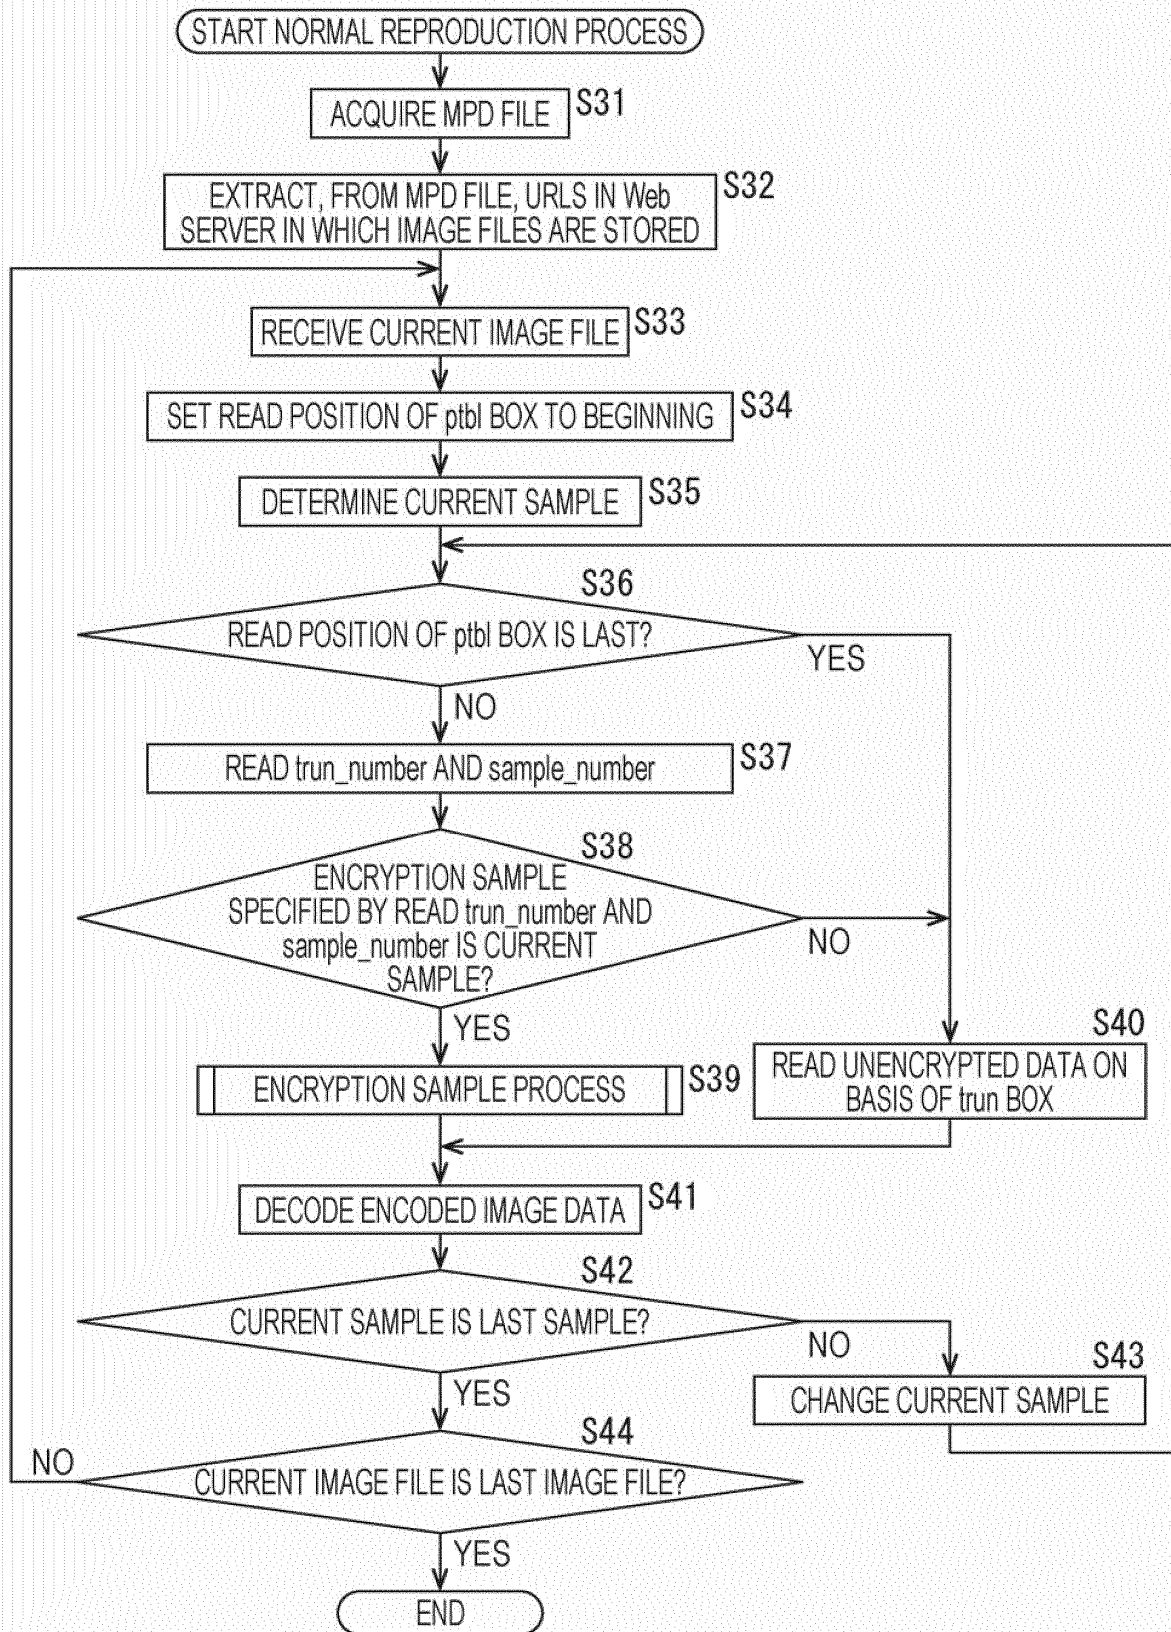 START NORMAL REPRODUCTION PROCESS
ACQUIRE MPD FILE
S31
EXTRACT, FROM MPD FILE, URLS IN Web
SERVER IN WHICH IMAGE FILES ARE STORED
S32
RECEIVE CURRENT IMAGE FILE
S33
SET READ POSITION OF ptbl BOX TO BEGINNING
S34
DETERMINE CURRENT SAMPLE
S35
S36
READ POSITION OF ptbl BOX IS LAST?
YES
NO
READ trun_number AND sample_number
S37
S38
ENCRYPTION SAMPLE
SPECIFIED BY READ trun_number AND
sample_number IS CURRENT
SAMPLE?
NO
YES
ENCRYPTION SAMPLE PROCESS
S39
S40
READ UNENCRYPTED DATA ON
BASIS OF trun BOX
DECODE ENCODED IMAGE DATA
S41
S42
CURRENT SAMPLE IS LAST SAMPLE?
NO
YES
S43
CHANGE CURRENT SAMPLE
S44
CURRENT IMAGE FILE IS LAST IMAGE FILE?
NO
YES
END